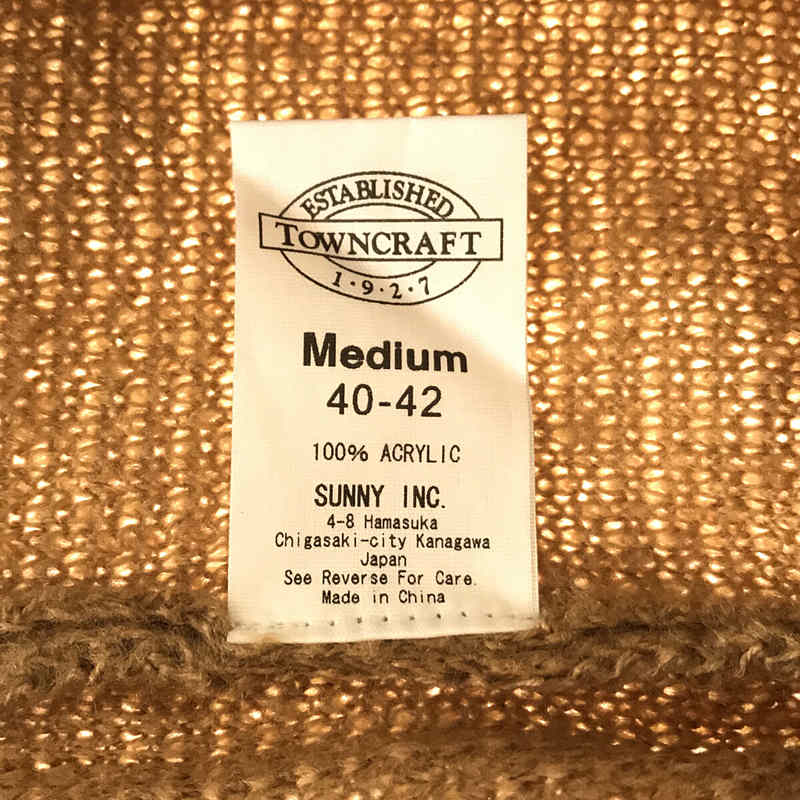 ESTABLISHED
TOWNCRAFT
1·9·2·7
Medium
40-42
100% ACRYLIC
SUNNY INC.
4-8 Hamasuka
Chigasaki-city Kanagawa
Japan
See Reverse For Care.
Made in China